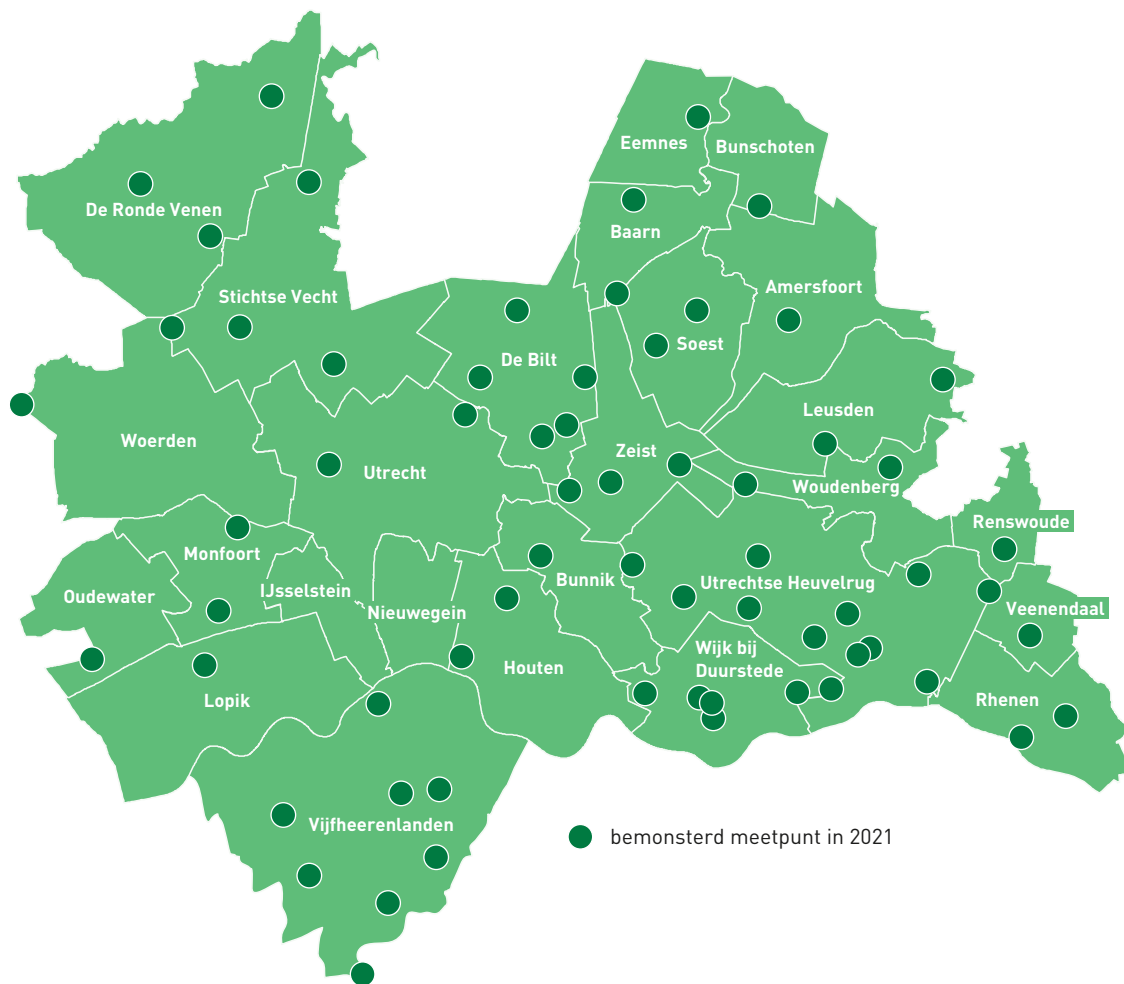 Eemnes
Bunschoten
De Ronde Venen
Baarn
Stichtse Vecht
Amersfoort
Soest
De Bilt
Leusden
Woerden
Zeist
Utrecht
Woudenberg
Renswoude
Monfoort
Bunnik
Utrechtse Heuvelrug
IJsselstein
Oudewater
Nieuwegein
Veenendaal
Wijk bij
Duurstede
Houten
Lopik
Rhenen
Vijfheerenlanden
bemonsterd meetpunt in 2021